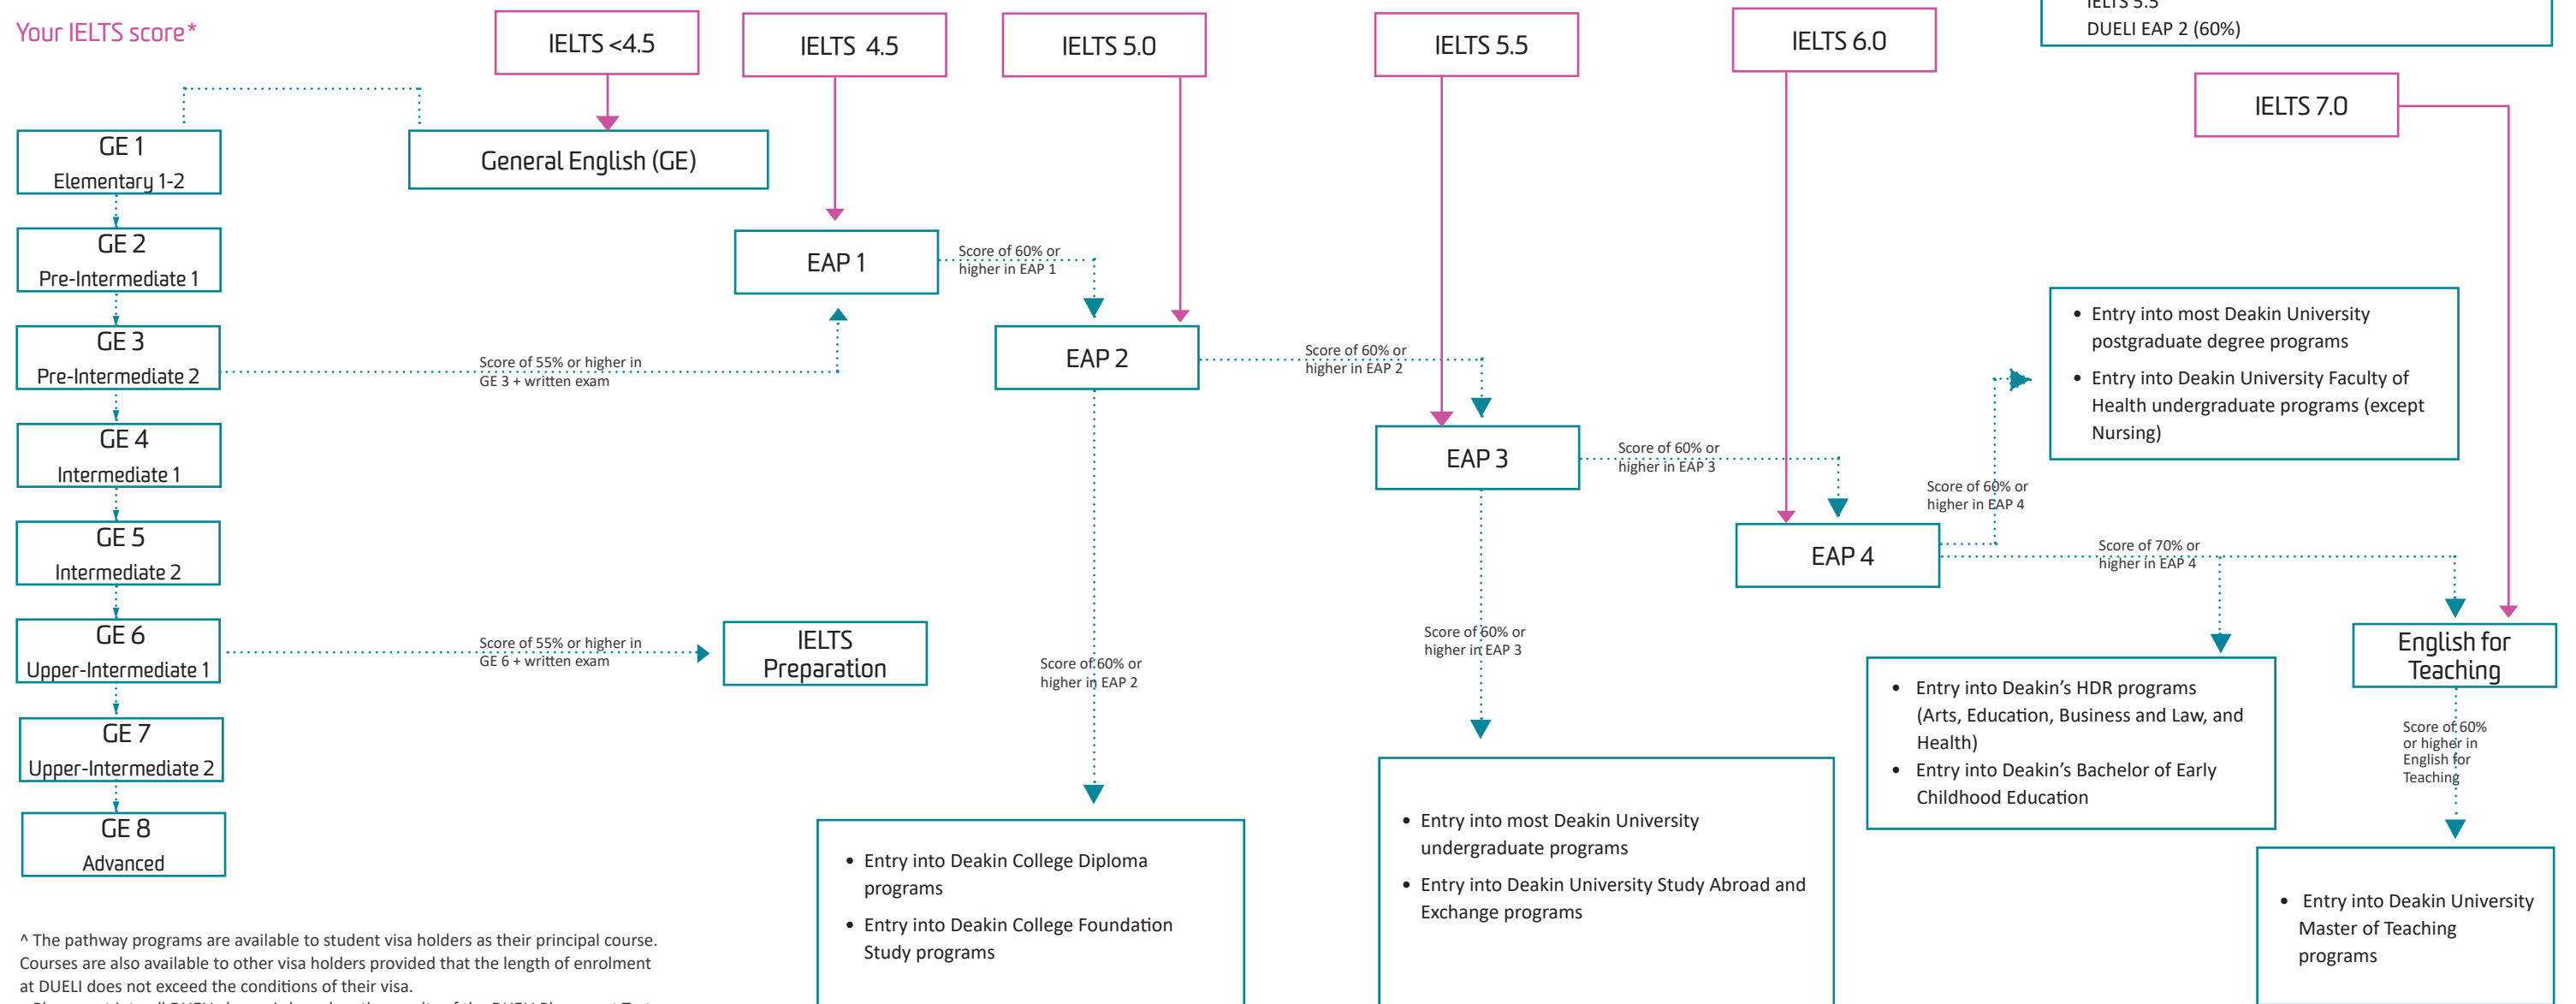 IELTS 5.5
DUELI EAP 2 (60%)
Your IELTS score*
IELTS <4.5
IELTS 4.5
IELTS 5.0
IELTS 5.5
IELTS 6.0
IELTS 7.0
GE 1
Elementary 1-2
General English (GE)
GE 2
Pre-Intermediate 1
EAP 1
Score of 60% or
higher in EAP 1
GE 3
Pre-Intermediate 2
Score of 55% or higher in
GE 3 + written exam
EAP 2
Score of 60% or
higher in EAP 2
• Entry into most Deakin University
postgraduate degree programs
• Entry into Deakin University Faculty of
Health undergraduate programs (except
Nursing)
GE 4
Intermediate 1
EAP 3
Score of 60% or
higher in EAP 3
Score of 60% or
higher in EAP 4
GE 5
Intermediate 2
EAP 4
Score of 70% or
higher in EAP 4
GE 6
Upper-Intermediate 1
Score of 55% or higher in
GE 6 + written exam
IELTS
Preparation
Score of 60% or
higher in EAP 2
Score of 60% or
higher in EAP 3
English for
Teaching
• Entry into Deakin's HDR programs
(Arts, Education, Business and Law, and
Health)
• Entry into Deakin's Bachelor of Early
Childhood Education
Score of 60%
or higher in
English for
Teaching
GE 7
Upper-Intermediate 2
GE 8
Advanced
• Entry into Deakin College Diploma
programs
• Entry into Deakin College Foundation
Study programs
• Entry into most Deakin University
undergraduate programs
• Entry into Deakin University Study Abroad and
Exchange programs
• Entry into Deakin University
Master of Teaching
programs
^ The pathway programs are available to student visa holders as their principal course.
Courses are also available to other visa holders provided that the length of enrolment
at DUELI does not exceed the conditions of their visa.